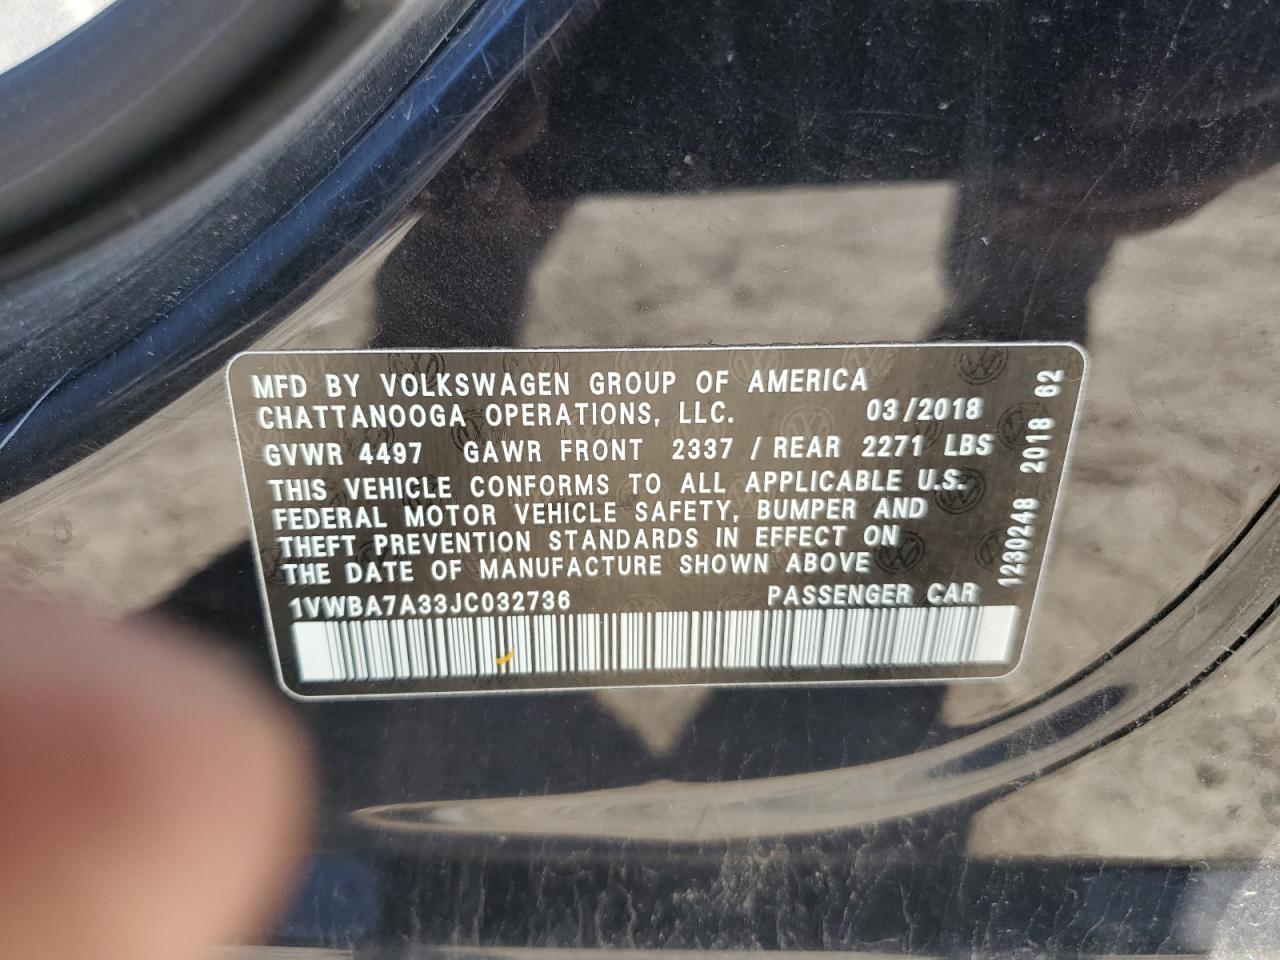 MFD BY VOLKSWAGEN GROUP OF AMERICA
CHATTANOOGA OPERATIONS, LLC. 03/2018
GVWR 4497 GAWR FRONT 2337 / REAR 2271 LBS
THIS VEHICLE CONFORMS TO ALL APPLICABLE U.S.
FEDERAL MOTOR VEHICLE SAFETY, BUMPER AND
THEFT PREVENTION STANDARDS IN EFFECT ON
THE DATE OF MANUFACTURE SHOWN ABOVE
1VWBA7A33JC032736 PASSENGER CAR
1230248 2018 62